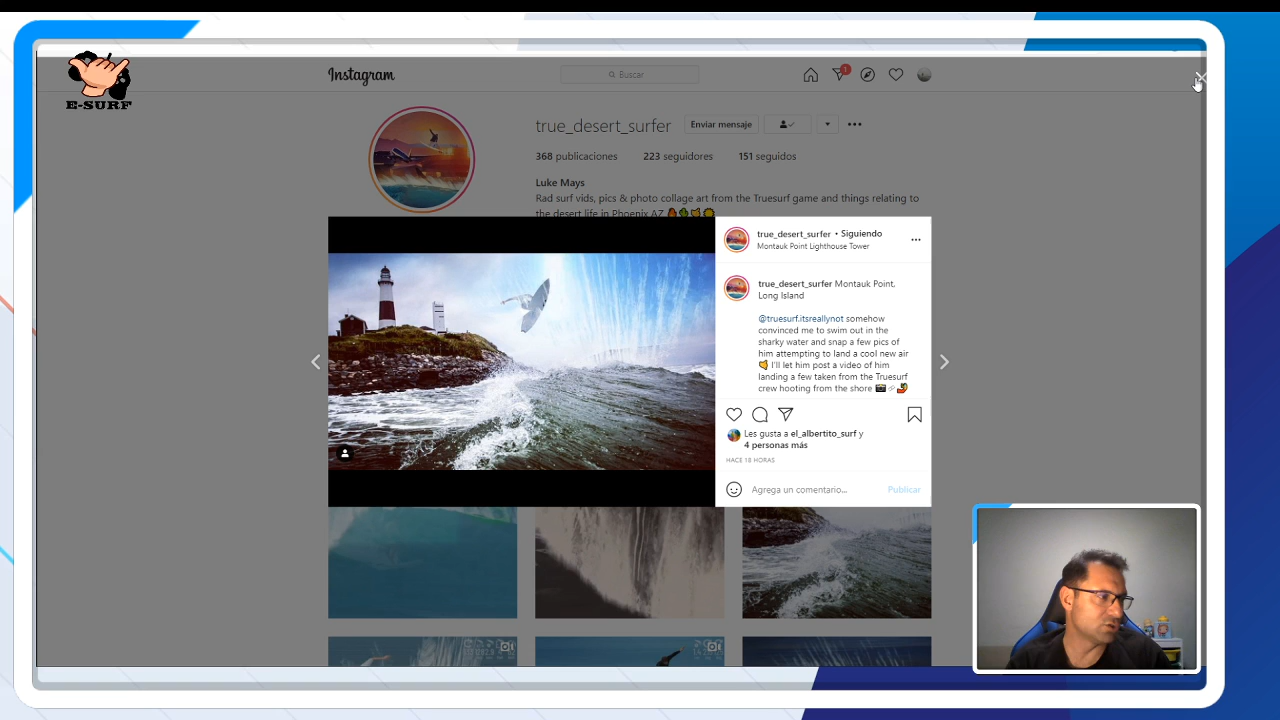 E-SURF
Instagram
Buscar
1
true_desert_surfer
Enviar mensaje
368 publicaciones
223 seguidores
151 seguidos
Luke Mays
Rad surf vids, pics & photo collage art from the Truesurf game and things relating to
the desert life in Phoenix AZ
true_desert_surfer • Siguiendo
Montauk Point Lighthouse Tower
true_desert_surfer Montauk Point,
Long Island
@truesurf.itsreallynot somehow
convinced me to swim out in the
sharky water and snap a few pics of
him attempting to land a cool new air
I'll let him post a video of him
landing a few taken from the Truesurf
crew hooting from the shore
Les gusta a el_albertito_surf y
4 personas más
HACE 18 HORAS
Agrega un comentario...
Publicar